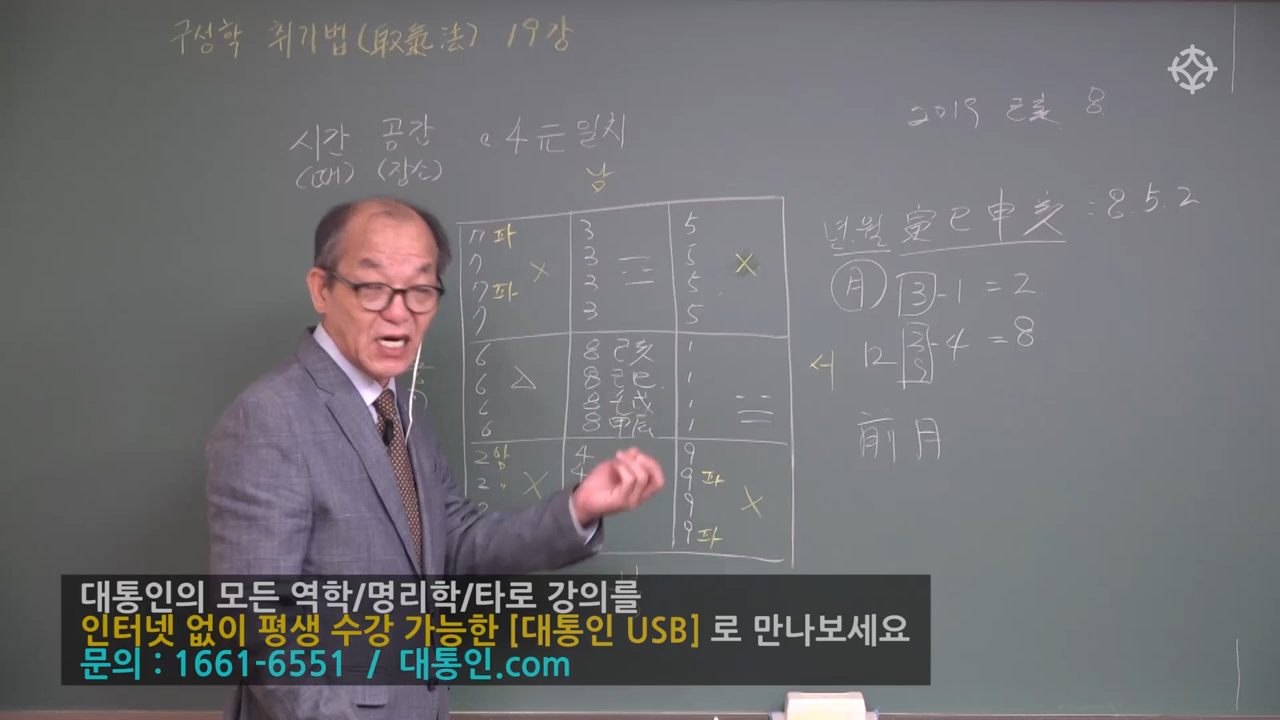 구성학 취기법(取氣法) 19강
2019 己亥 8
시간 공간 4元일치
(때) (장소)
남
년.월 寅巳申亥 : 8.5.2
月 3-1 = 2
서 12 3-4 = 8
前月
7파 3 5
7 3 5
7파 3 5
7 3 5
X ☳ X
6 8己亥 1
6 8己巳 1
6 8壬戌 1
6 8甲辰 1
△
2암 4 9
2〃 9파
9
9파
X X
대통인의 모든 역학/명리학/타로 강의를
인터넷 없이 평생 수강 가능한 [대통인 USB] 로 만나보세요
문의 : 1661-6551 / 대통인.com